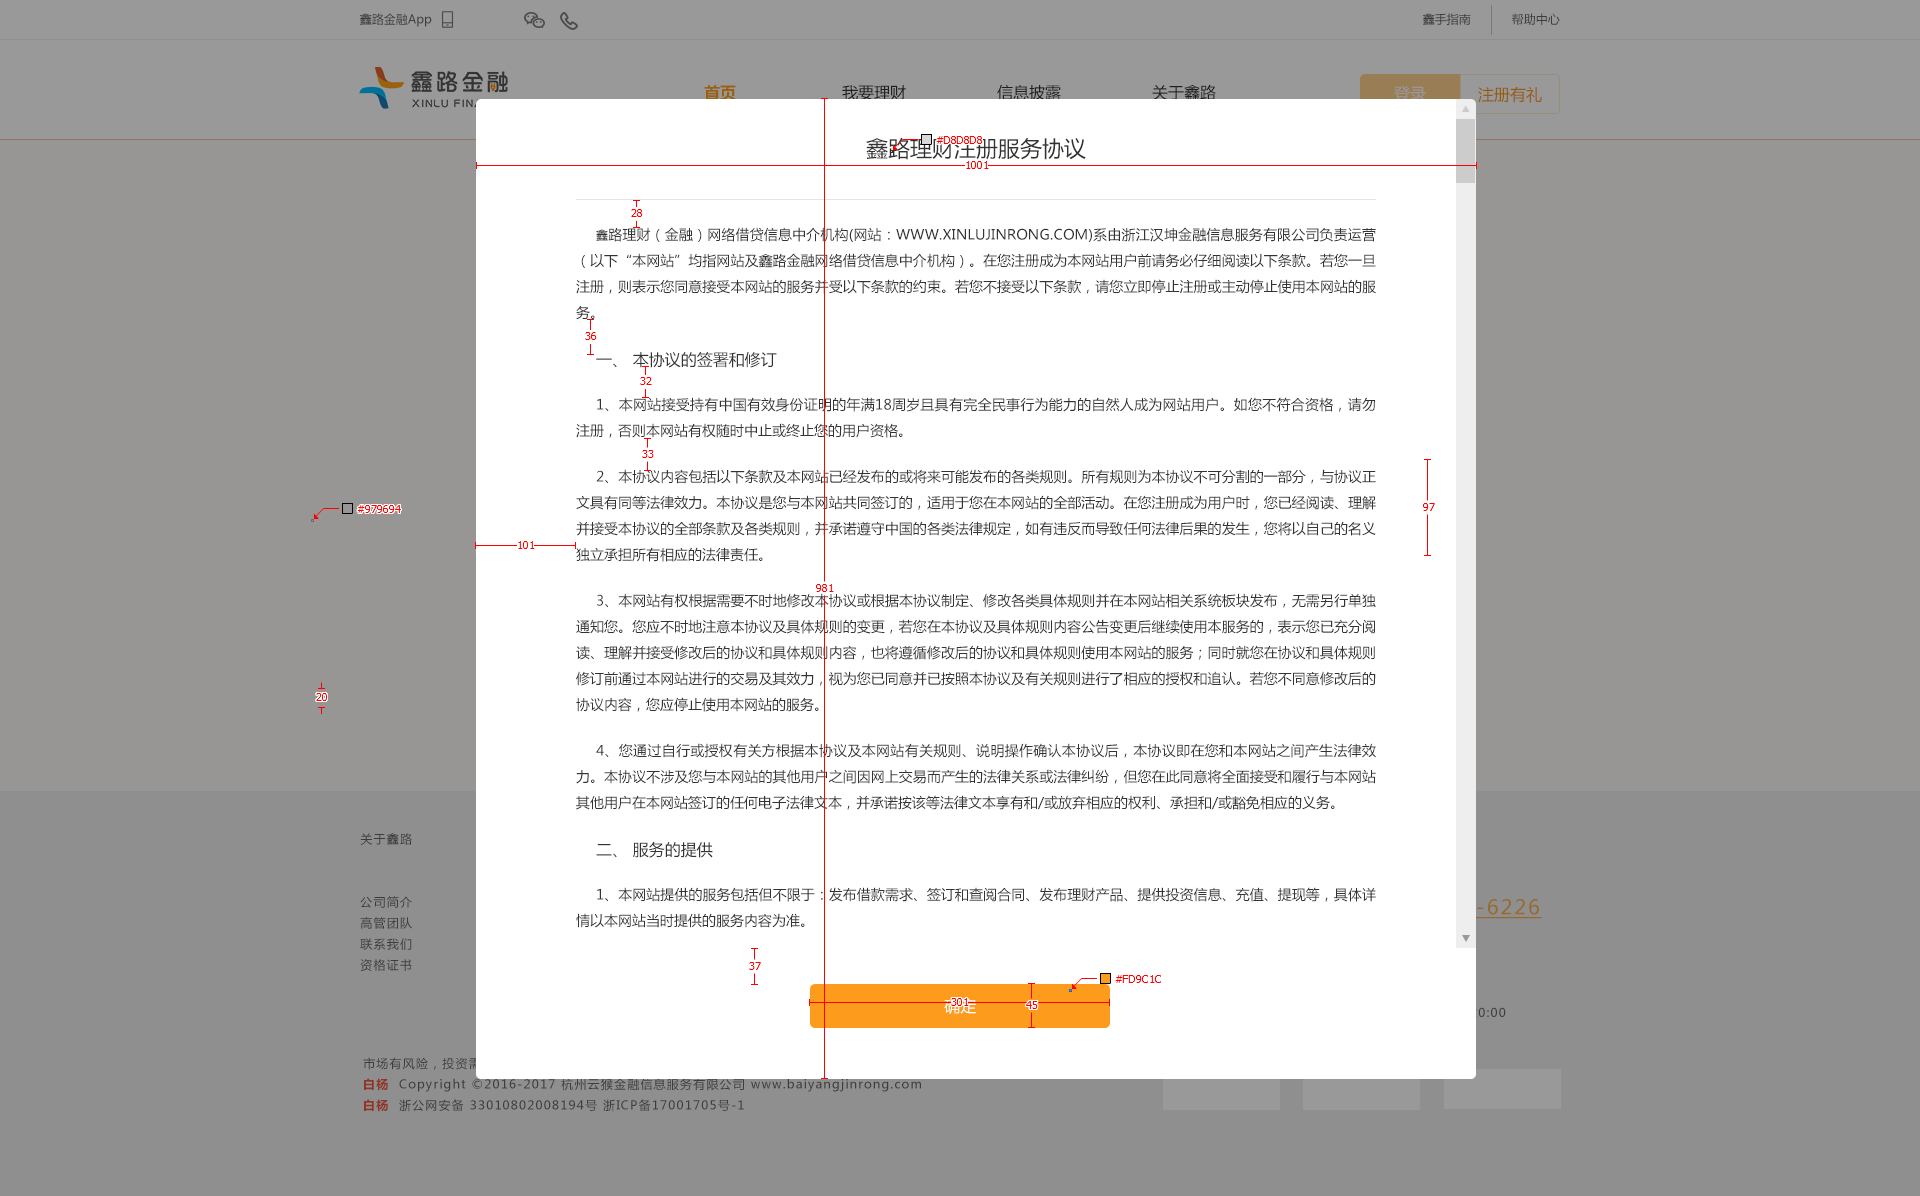 鑫路金融App
鑫手指南
帮助中心
鑫路金融
XINLU FIN
首页
我要理财
信息披露
关于鑫路
登录
注册有礼
#D8D8D8
鑫路理财注册服务协议
1001
28
鑫路理财（金融）网络借贷信息中介机构(网站：WWW.XINLUJINRONG.COM)系由浙江汉坤金融信息服务有限公司负责运营
（以下“本网站”均指网站及鑫路金融网络借贷信息中介机构）。在您注册成为本网站用户前请务必仔细阅读以下条款。若您一旦
注册，则表示您同意接受本网站的服务并受以下条款的约束。若您不接受以下条款，请您立即停止注册或主动停止使用本网站的服
务。
36
一、 本协议的签署和修订
32
1、本网站接受持有中国有效身份证明的年满18周岁且具有完全民事行为能力的自然人成为网站用户。如您不符合资格，请勿
注册，否则本网站有权随时中止或终止您的用户资格。
33
2、本协议内容包括以下条款及本网站已经发布的或将来可能发布的各类规则。所有规则为本协议不可分割的一部分，与协议正
文具有同等法律效力。本协议是您与本网站共同签订的，适用于您在本网站的全部活动。在您注册成为用户时，您已经阅读、理解
97
#979694
并接受本协议的全部条款及各类规则，并承诺遵守中国的各类法律规定，如有违反而导致任何法律后果的发生，您将以自己的名义
101
独立承担所有相应的法律责任。
981
3、本网站有权根据需要不时地修改本协议或根据本协议制定、修改各类具体规则并在本网站相关系统板块发布，无需另行单独
通知您。您应不时地注意本协议及具体规则的变更，若您在本协议及具体规则内容公告变更后继续使用本服务的，表示您已充分阅
读、理解并接受修改后的协议和具体规则内容，也将遵循修改后的协议和具体规则使用本网站的服务；同时就您在协议和具体规则
修订前通过本网站进行的交易及其效力，视为您已同意并已按照本协议及有关规则进行了相应的授权和追认。若您不同意修改后的
20
协议内容，您应停止使用本网站的服务。
4、您通过自行或授权有关方根据本协议及本网站有关规则、说明操作确认本协议后，本协议即在您和本网站之间产生法律效
力。本协议不涉及您与本网站的其他用户之间因网上交易而产生的法律关系或法律纠纷，但您在此同意将全面接受和履行与本网站
其他用户在本网站签订的任何电子法律文本，并承诺按该等法律文本享有和/或放弃相应的权利、承担和/或豁免相应的义务。
二、 服务的提供
1、本网站提供的服务包括但不限于：发布借款需求、签订和查阅合同、发布理财产品、提供投资信息、充值、提现等，具体详
情以本网站当时提供的服务内容为准。
37
#FD9C1C
301
45
确定
关于鑫路
公司简介
高管团队
联系我们
资格证书
-6226
0:00
市场有风险，投资需
白杨 Copyright ©2016-2017 杭州云猴金融信息服务有限公司 www.baiyangjinrong.com
白杨 浙公网安备 33010802008194号 浙ICP备17001705号-1